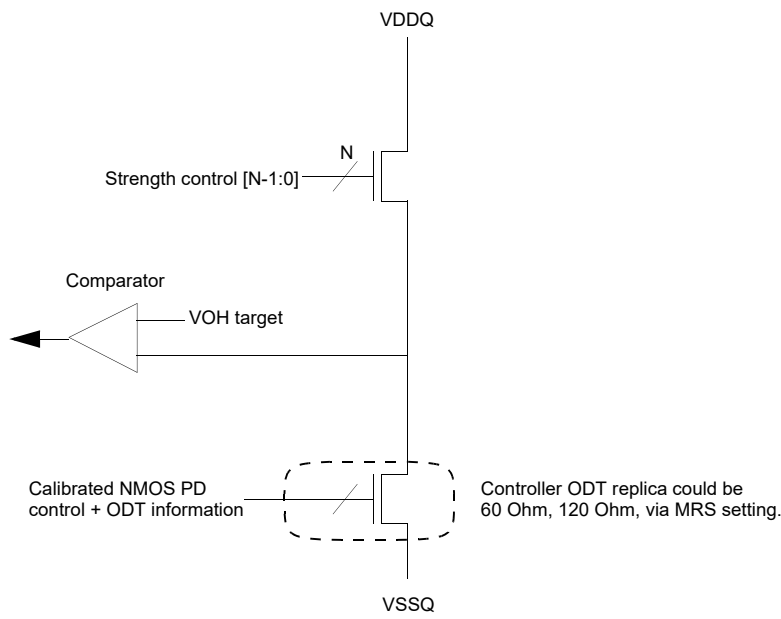 VDDQ
N
Strength control [N-1:0]
Comparator
VOH target
Calibrated NMOS PD
control + ODT information
Controller ODT replica could be
60 Ohm, 120 Ohm, via MRS setting.
VSSQ